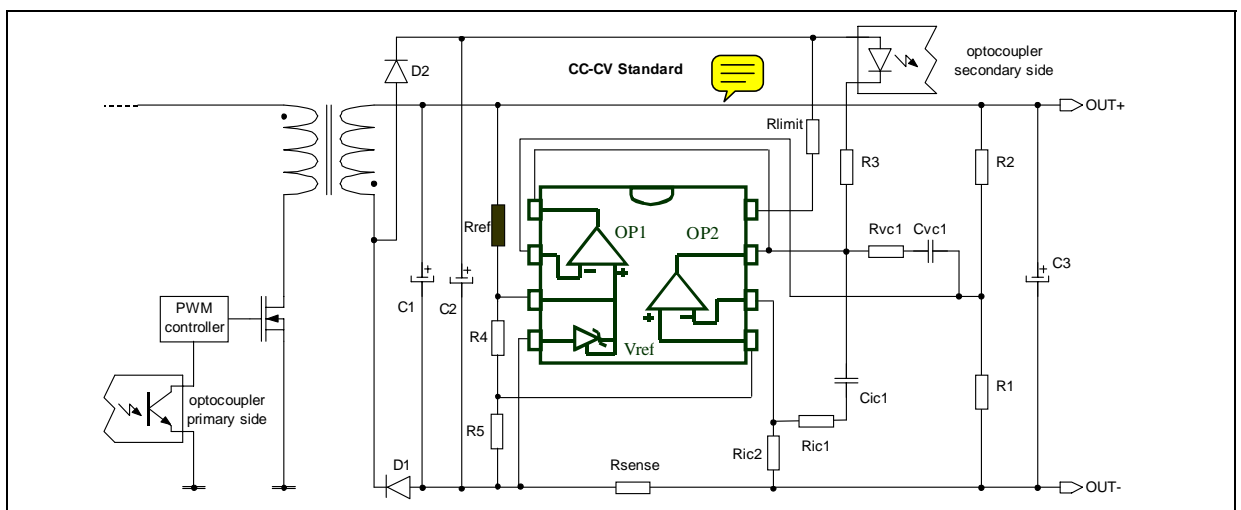 D2
CC-CV Standard
optocoupler
secondary side
OUT+
Rlimit
R3
R2
Rref
OP1
OP2
Rvc1
Cvc1
+
C1
+
C2
+
C3
-
+
+
-
PWM
controller
R4
Vref
R1
Cic1
optocoupler
primary side
R5
Ric1
D1
Rsense
Ric2
OUT-